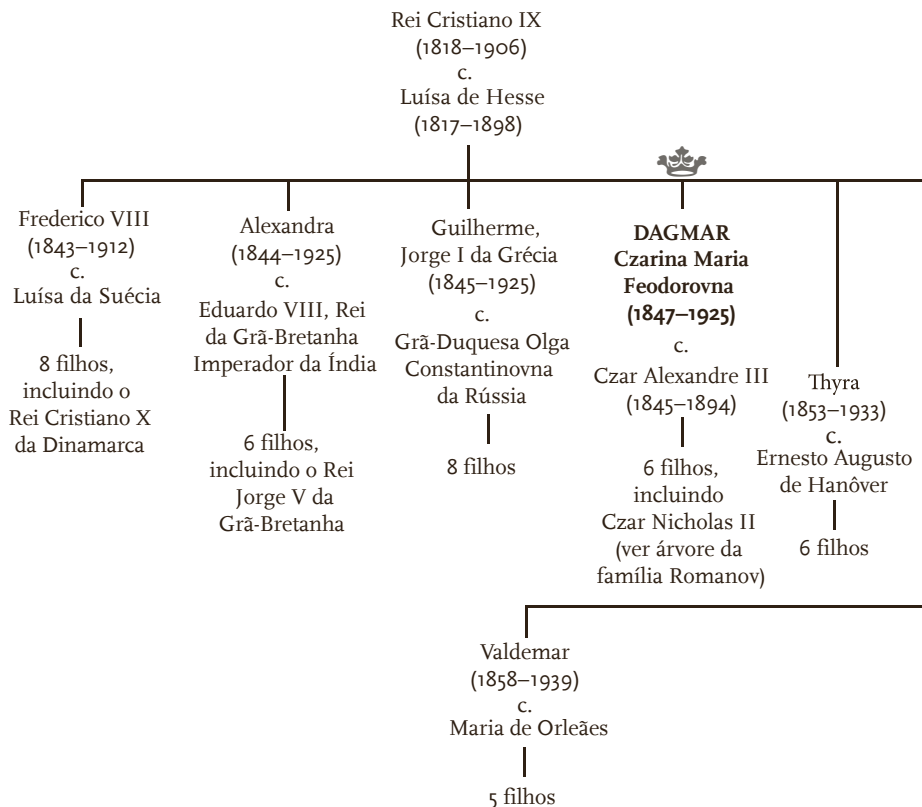 Rei Cristiano IX
(1818–1906)
c.
Luísa de Hesse
(1817–1898)
Frederico VIII
(1843–1912)
c.
Luísa da Suécia
8 filhos,
incluindo o
Rei Cristiano X
da Dinamarca
Alexandra
(1844–1925)
c.
Eduardo VIII, Rei
da Grã-Bretanha
Imperador da Índia
6 filhos,
incluindo o Rei
Jorge V da
Grã-Bretanha
Guilherme,
Jorge I da Grécia
(1845–1925)
c.
Grã-Duquesa Olga
Constantinovna
da Rússia
8 filhos
DAGMAR
Czarina Maria
Feodorovna
(1847–1925)
c.
Czar Alexandre III
(1845–1894)
6 filhos,
incluindo
Czar Nicholas II
(ver árvore da
família Romanov)
Thyra
(1853–1933)
c.
Ernesto Augusto
de Hanôver
6 filhos
Valdemar
(1858–1939)
c.
Maria de Orleães
5 filhos